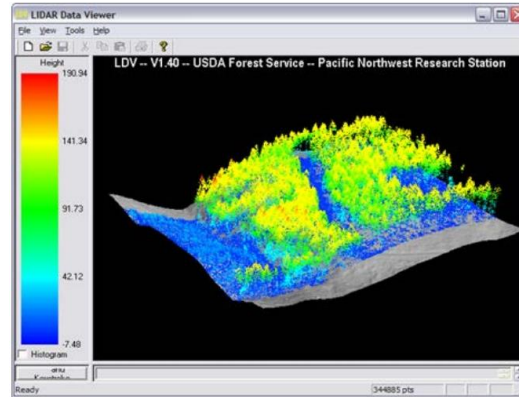 LIDAR Data Viewer
File View Tools Help
Height
LDV -- V1.40 -- USDA Forest Service -- Pacific Northwest Research Station
190.94
141.34
91.73
42.12
-7.48
Histogram
Ready
344885 pts